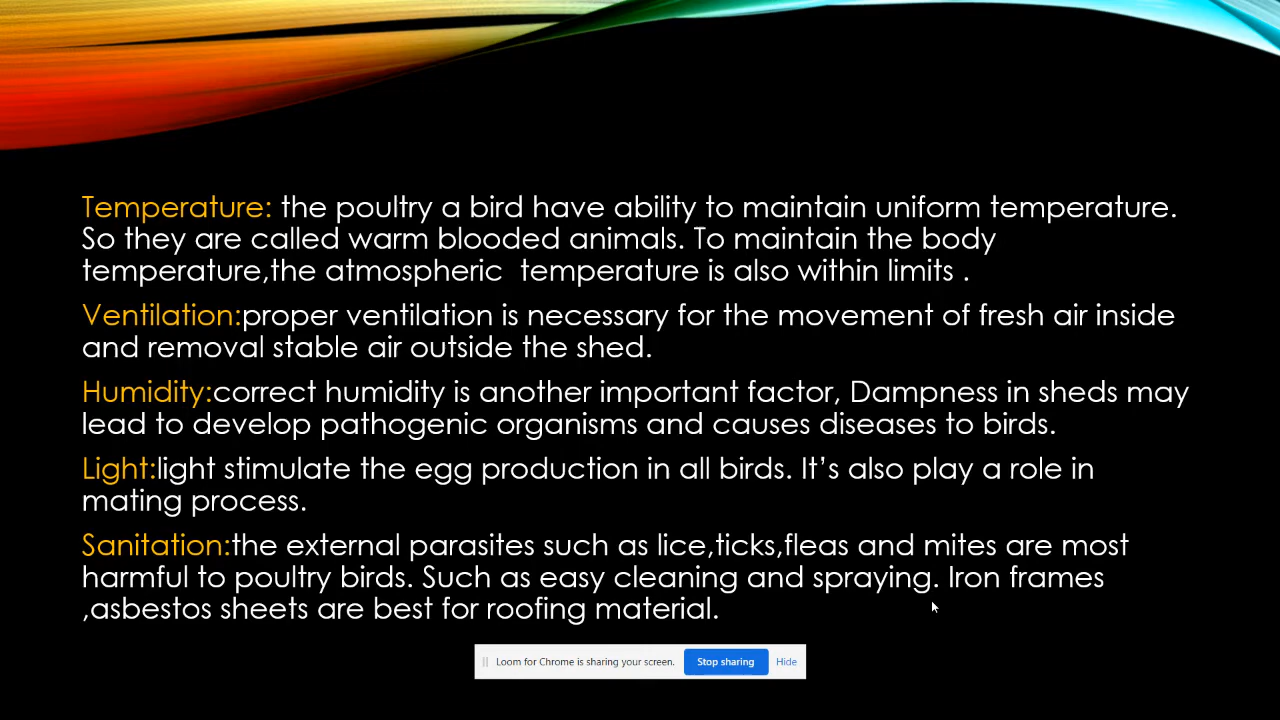 Temperature: the poultry a bird have ability to maintain uniform temperature.
So they are called warm blooded animals. To maintain the body
temperature,the atmospheric  temperature is also within limits .
Ventilation:proper ventilation is necessary for the movement of fresh air inside
and removal stable air outside the shed.
Humidity:correct humidity is another important factor, Dampness in sheds may
lead to develop pathogenic organisms and causes diseases to birds.
Light:light stimulate the egg production in all birds. It’s also play a role in
mating process.
Sanitation:the external parasites such as lice,ticks,fleas and mites are most
harmful to poultry birds. Such as easy cleaning and spraying. Iron frames
,asbestos sheets are best for roofing material.
Loom for Chrome is sharing your screen. Stop sharing Hide